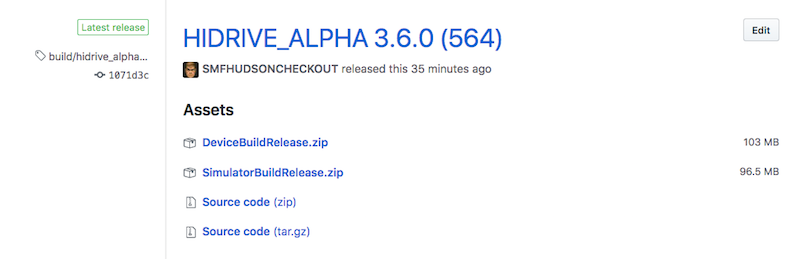 Latest release
build/hidrive_alpha...
1071d3c
HIDRIVE_ALPHA 3.6.0 (564)
Edit
SMFHUDSONCHECKOUT released this 35 minutes ago
Assets
DeviceBuildRelease.zip 103 MB
SimulatorBuildRelease.zip 96.5 MB
Source code (zip)
Source code (tar.gz)